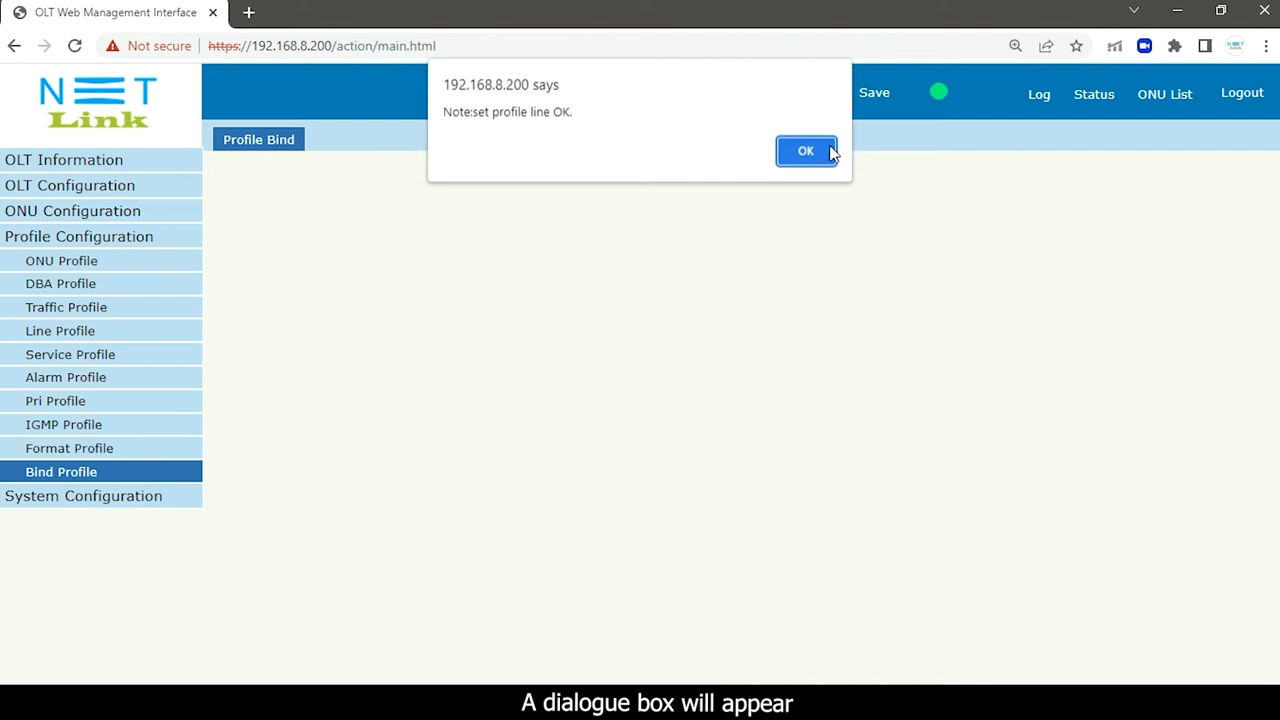 OLT Web Management Interface
Not secure
https://192.168.8.200/action/main.html
NET
Link
192.168.8.200 says
Note:set profile line OK.
OK
Save
Log
Status
ONU List
Logout
Profile Bind
OLT Information
OLT Configuration
ONU Configuration
Profile Configuration
ONU Profile
DBA Profile
Traffic Profile
Line Profile
Service Profile
Alarm Profile
Pri Profile
IGMP Profile
Format Profile
Bind Profile
System Configuration
A dialogue box will appear